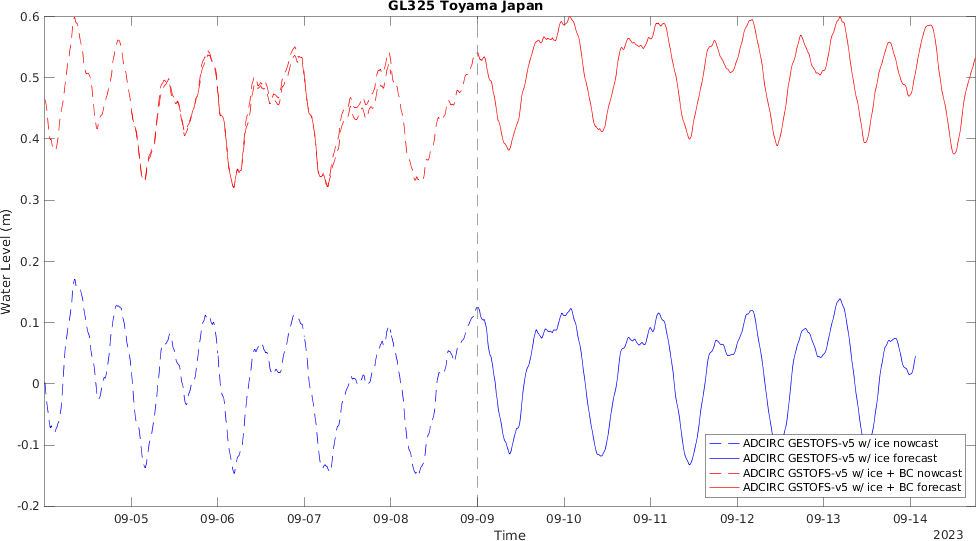 GL325 Toyama Japan
0.6
0.5
0.4
0.3
0.2
0.1
0
-0.1
-0.2
Water Level (m)
ADCIRC GESTOFS-v5 w/ ice nowcast
ADCIRC GESTOFS-v5 w/ ice forecast
ADCIRC GSTOFS-v5 w/ ice + BC nowcast
ADCIRC GSTOFS-v5 w/ ice + BC forecast
09-05 09-06 09-07 09-08 09-09 09-10 09-11 09-12 09-13 09-14
Time
2023